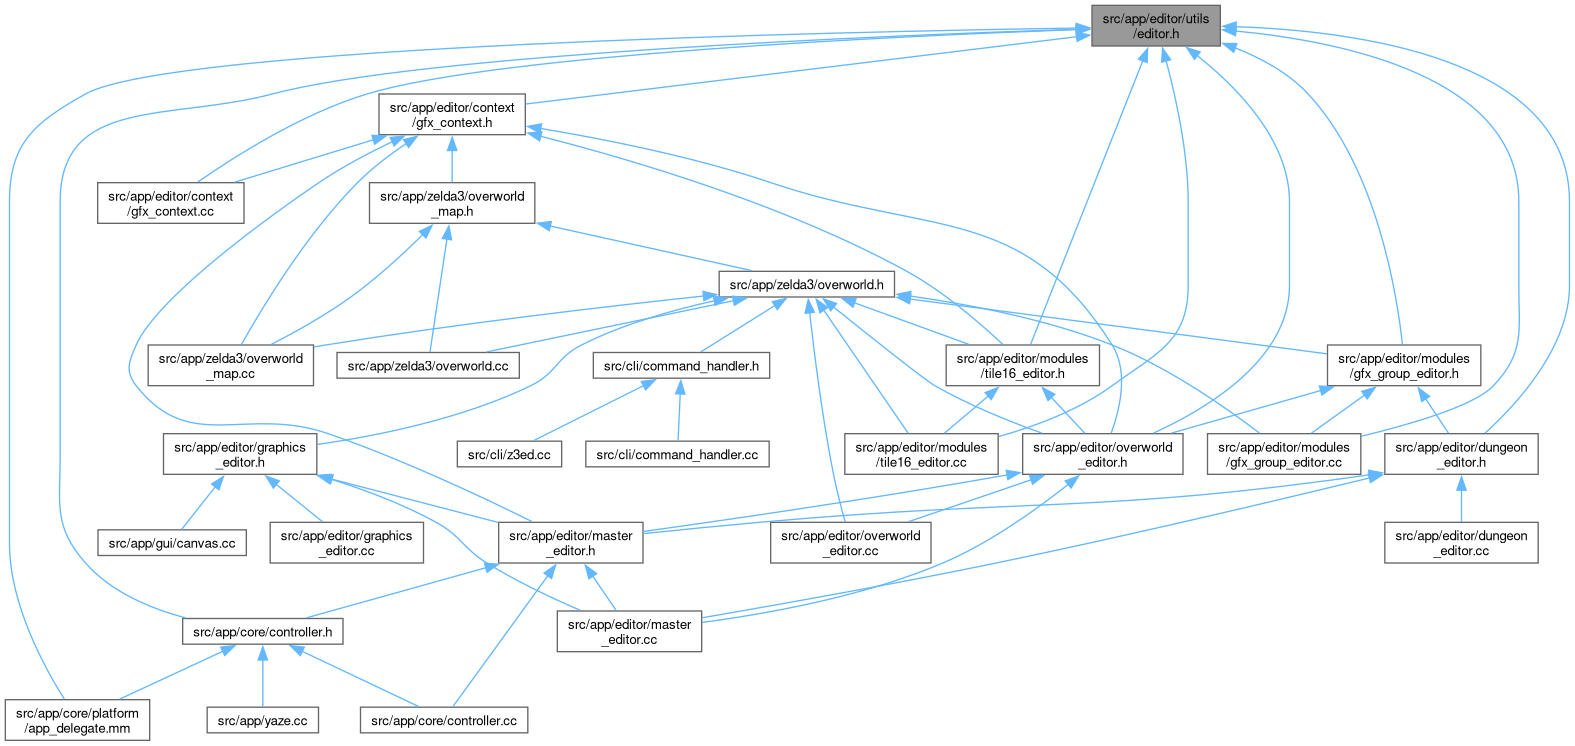 src/app/editor/utils
/editor.h
src/app/editor/context
/gfx_context.h
src/app/editor/context
/gfx_context.cc
src/app/zelda3/overworld
_map.h
src/app/zelda3/overworld.h
src/app/zelda3/overworld
_map.cc
src/app/zelda3/overworld.cc
src/cli/command_handler.h
src/app/editor/modules
/tile16_editor.h
src/app/editor/modules
/gfx_group_editor.h
src/app/editor/graphics
_editor.h
src/cli/z3ed.cc
src/cli/command_handler.cc
src/app/editor/modules
/tile16_editor.cc
src/app/editor/overworld
_editor.h
src/app/editor/modules
/gfx_group_editor.cc
src/app/editor/dungeon
_editor.h
src/app/gui/canvas.cc
src/app/editor/graphics
_editor.cc
src/app/editor/master
_editor.h
src/app/editor/overworld
_editor.cc
src/app/editor/dungeon
_editor.cc
src/app/core/controller.h
src/app/editor/master
_editor.cc
src/app/core/platform
/app_delegate.mm
src/app/yaze.cc
src/app/core/controller.cc